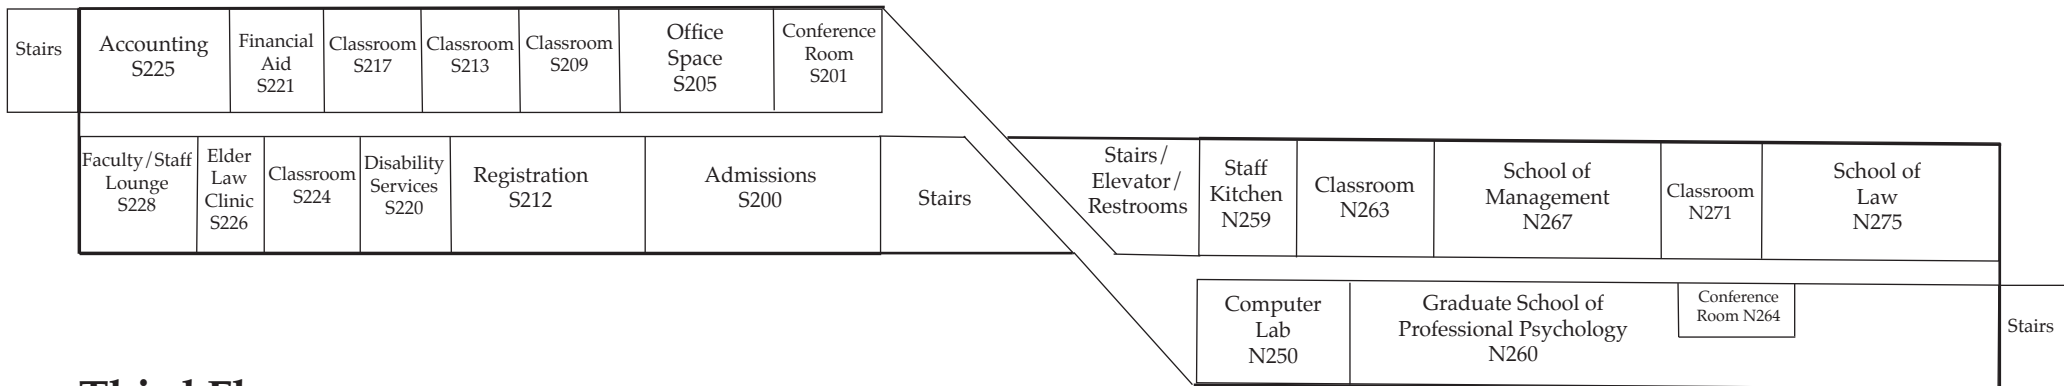 Stairs
Accounting
S225
Financial
Aid
S221
Classroom
S217
Classroom
S213
Classroom
S209
Office
Space
S205
Conference
Room
S201
Faculty/Staff
Lounge
S228
Elder
Law
Clinic
S226
Classroom
S224
Disability
Services
S220
Registration
S212
Admissions
S200
Stairs
Stairs/
Elevator/
Restrooms
Staff
Kitchen
N259
Classroom
N263
School of
Management
N267
Classroom
N271
School of
Law
N275
Computer
Lab
N250
Graduate School of
Professional Psychology
N260
Conference
Room N264
Stairs